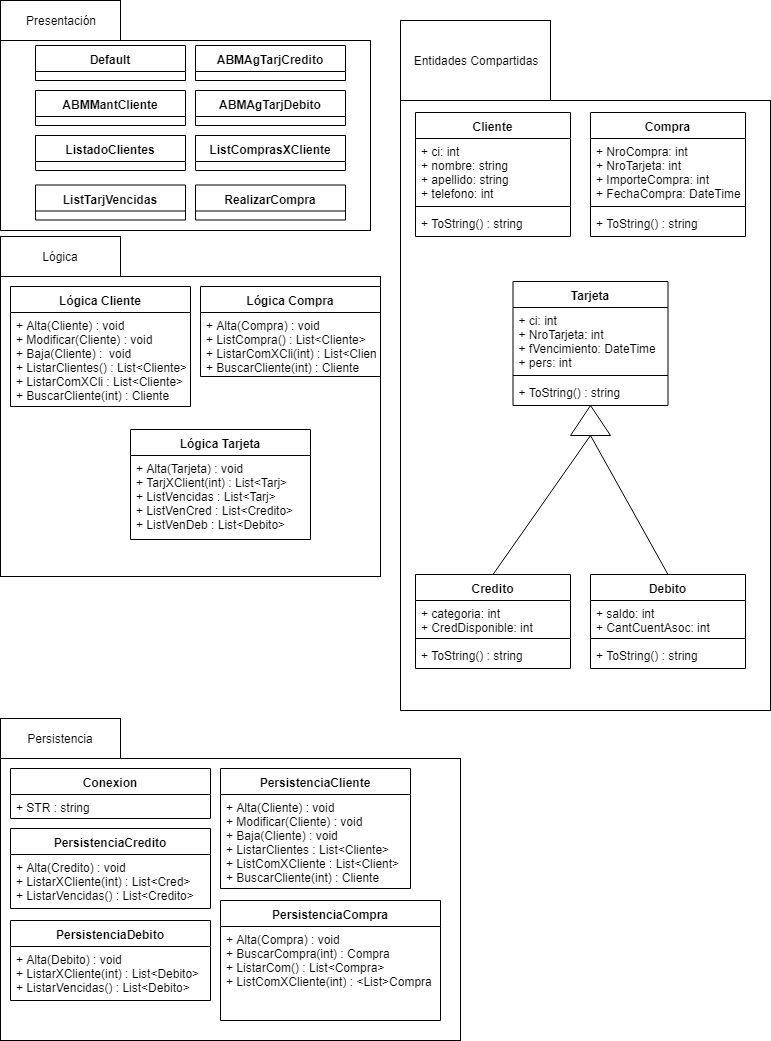 Presentación
Default
ABMAgTarjCredito
ABMMantCliente
ABMAgTarjDebito
ListadoClientes
ListComprasXCliente
ListTarjVencidas
RealizarCompra
Lógica
Lógica Cliente
+ Alta(Cliente) : void
+ Modificar(Cliente) : void
+ Baja(Cliente) :  void
+ ListarClientes() : List<Cliente>
+ ListarComXCli : List<Cliente>
+ BuscarCliente(int) : Cliente
Lógica Compra
+ Alta(Compra) : void
+ ListCompra() : List<Cliente>
+ ListarComXCli(int) : List<Clien
+ BuscarCliente(int) : Cliente
Lógica Tarjeta
+ Alta(Tarjeta) : void
+ TarjXClient(int) : List<Tarj>
+ ListVencidas : List<Tarj>
+ ListVenCred : List<Credito>
+ ListVenDeb : List<Debito>
Entidades Compartidas
Cliente
+ ci: int
+ nombre: string
+ apellido: string
+ telefono: int
+ ToString() : string
Compra
+ NroCompra: int
+ NroTarjeta: int
+ ImporteCompra: int
+ FechaCompra: DateTime
+ ToString() : string
Tarjeta
+ ci: int
+ NroTarjeta: int
+ fVencimiento: DateTime
+ pers: int
+ ToString() : string
Credito
+ categoria: int
+ CredDisponible: int
+ ToString() : string
Debito
+ saldo: int
+ CantCuentAsoc: int
+ ToString() : string
Persistencia
Conexion
+ STR : string
PersistenciaCredito
+ Alta(Credito) : void
+ ListarXCliente(int) : List<Cred>
+ ListarVencidas() : List<Credito>
PersistenciaDebito
+ Alta(Debito) : void
+ ListarXCliente(int) : List<Debito>
+ ListarVencidas() : List<Debito>
PersistenciaCliente
+ Alta(Cliente) : void
+ Modificar(Cliente) : void
+ Baja(Cliente) : void
+ ListarClientes : List<Cliente>
+ ListComXCliente : List<Client>
+ BuscarCliente(int) : Cliente
PersistenciaCompra
+ Alta(Compra) : void
+ BuscarCompra(int) : Compra
+ ListarCom() : List<Compra>
+ ListComXCliente(int) : <List>Compra